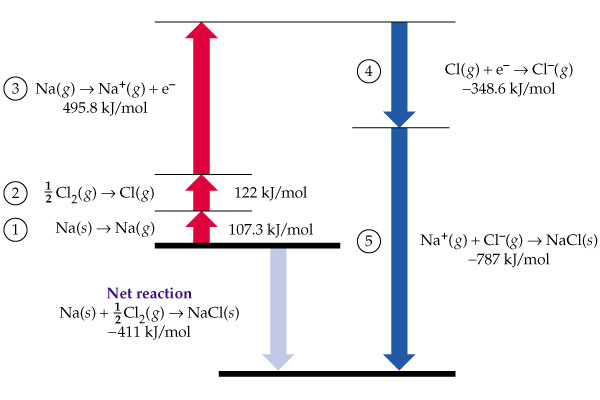 ③ Na(g) → Na⁺(g) + e⁻
495.8 kJ/mol
② ½ Cl₂(g) → Cl(g)
122 kJ/mol
① Na(s) → Na(g)
107.3 kJ/mol
Net reaction
Na(s) + ½Cl₂(g) → NaCl(s)
−411 kJ/mol
④ Cl(g) + e⁻ → Cl⁻(g)
−348.6 kJ/mol
⑤ Na⁺(g) + Cl⁻(g) → NaCl(s)
−787 kJ/mol